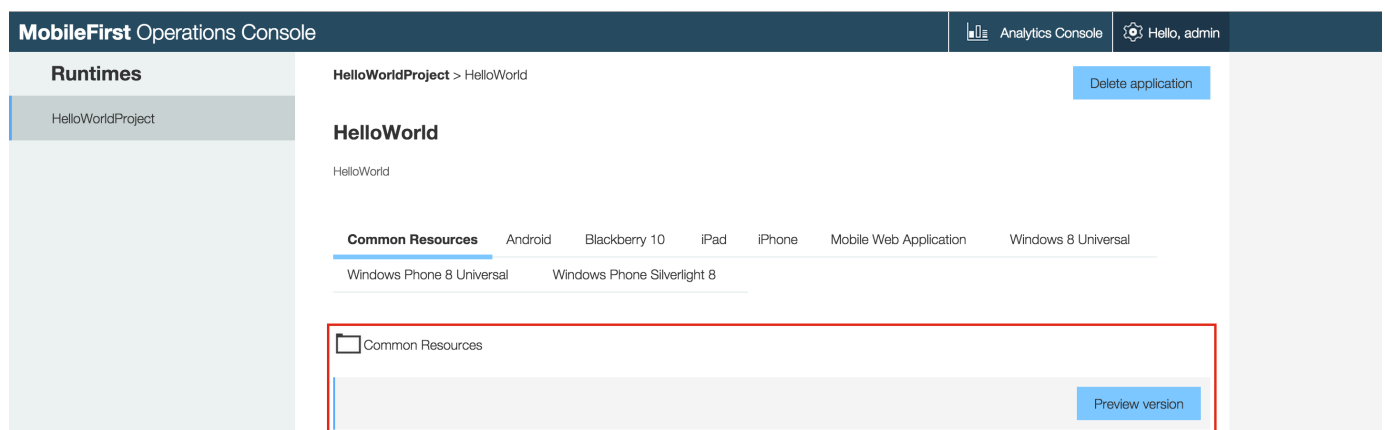 MobileFirst Operations Console
Analytics Console
Hello, admin
Runtimes
HelloWorldProject
HelloWorldProject > HelloWorld
Delete application
HelloWorld
HelloWorld
Common Resources Android Blackberry 10 iPad iPhone Mobile Web Application Windows 8 Universal
Windows Phone 8 Universal Windows Phone Silverlight 8
Common Resources
Preview version